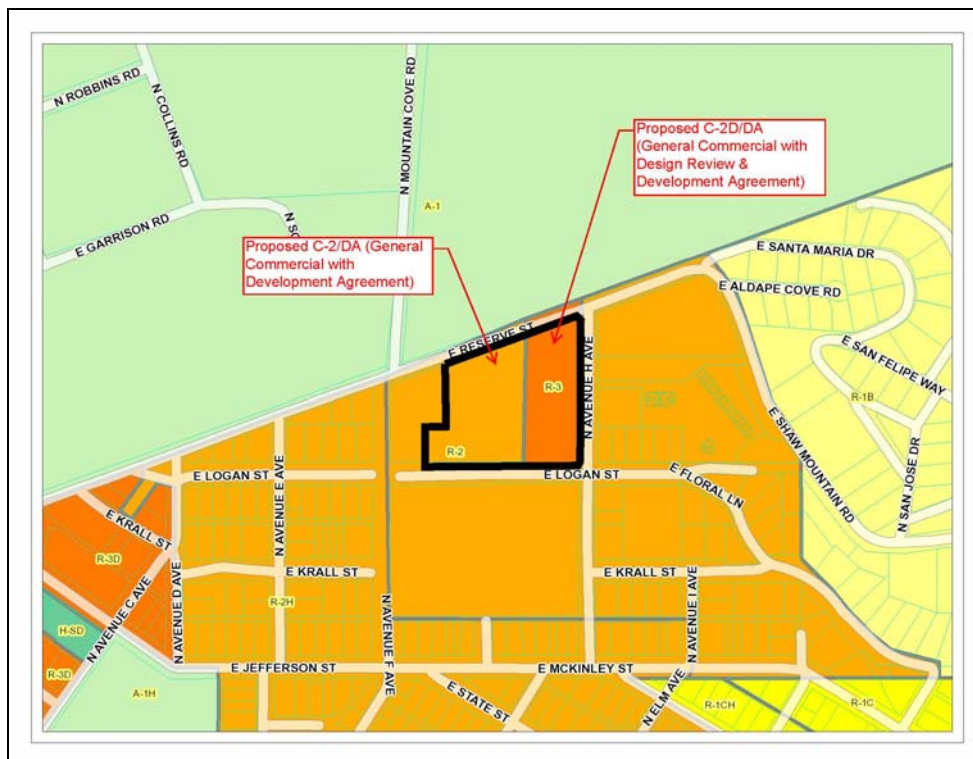 N ROBBINS RD
N COLLINS RD
N MOUNTAIN COVE RD
Proposed C-2D/DA
(General Commercial with
Design Review &
Development Agreement)
A-1
E GARRISON RD
Proposed C-2/DA (General
Commercial with
Development Agreement)
E SANTA MARIA DR
E ALDAPE COVE RD
E RESERVE ST
E SAN FELIPE WAY
R-3
N AVENUE H AVE
R-1B
E SHAW MOUNTAIN RD
N SAN JOSE DR
R-2
E LOGAN ST
E LOGAN ST
E FLORAL LN
N AVENUE E AVE
E KRALL ST
R-3D
N AVENUE D AVE
E KRALL ST
E KRALL ST
R-2H
N AVENUE C AVE
N AVENUE F AVE
N AVENUE I AVE
H-SD
R-3D
E JEFFERSON ST
E MCKINLEY ST
A-1H
E STATE ST
N ELM AVE
R-1CH
R-1C